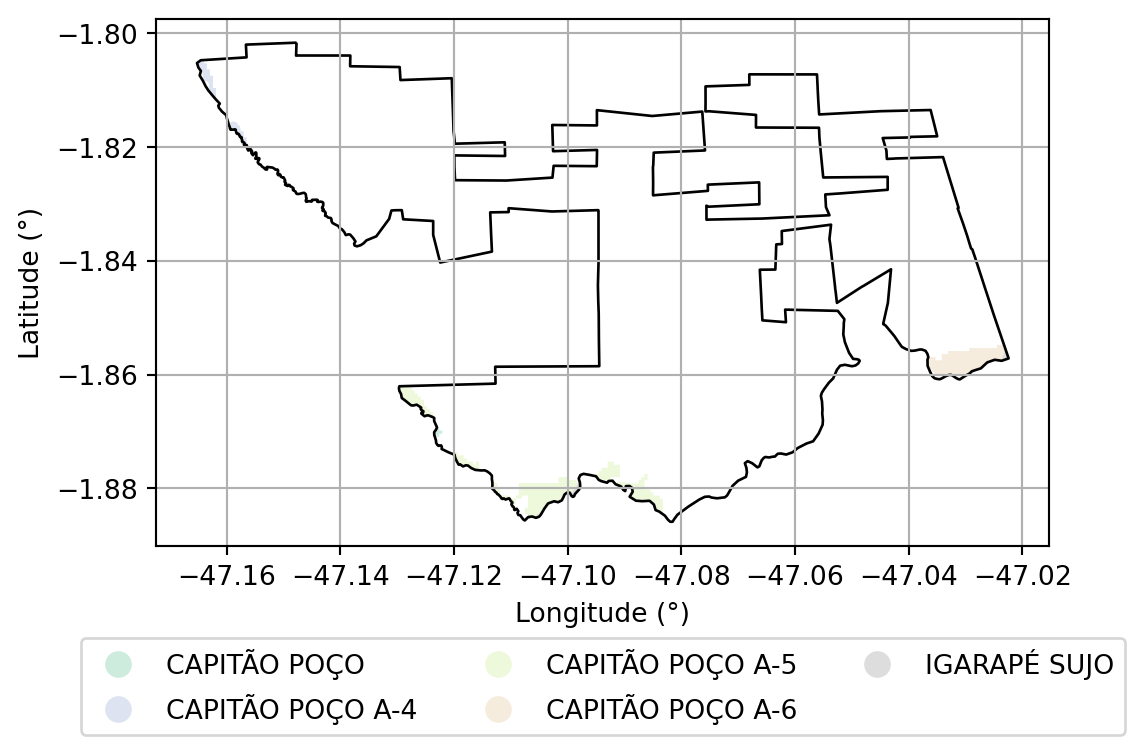 −1.80
−1.82
−1.84
−1.86
−1.88
Latitude (°)
−47.16 −47.14 −47.12 −47.10 −47.08 −47.06 −47.04 −47.02
Longitude (°)
CAPITÃO POÇO CAPITÃO POÇO A-5 IGARAPÉ SUJO
CAPITÃO POÇO A-4 CAPITÃO POÇO A-6